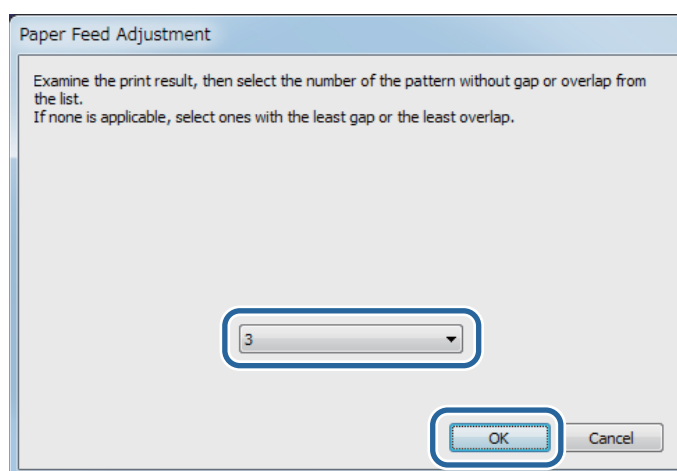 Paper Feed Adjustment
Examine the print result, then select the number of the pattern without gap or overlap from
the list.
If none is applicable, select ones with the least gap or the least overlap.
3
OK Cancel